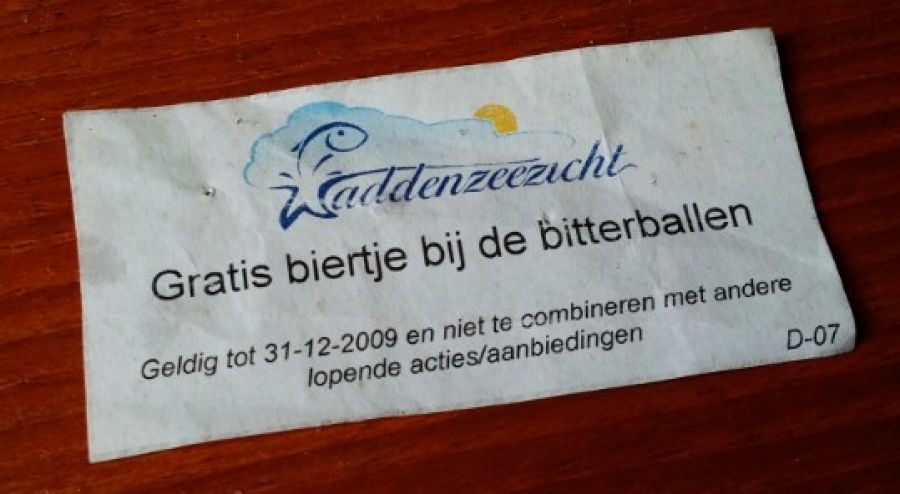 Waddenzeezicht
Gratis biertje bij de bitterballen
Geldig tot 31-12-2009 en niet te combineren met andere
lopende acties/aanbiedingen
D-07